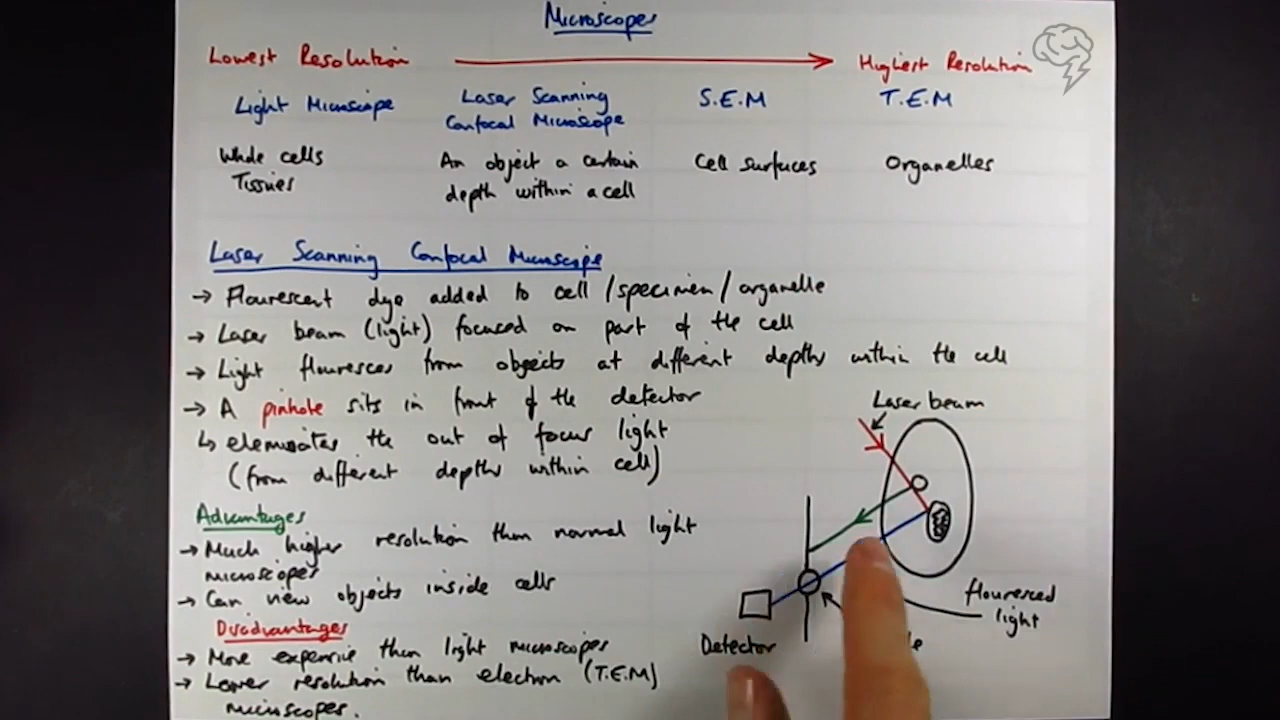 Microscopes
Lowest Resolution
Highest Resolution
Light Microscope
Laser Scanning
Confocal Microscope
S.E.M
T.E.M
Whole cells
Tissues
An object a certain
depth within a cell
Cell surfaces
Organelles
Laser Scanning Confocal Microscope
→ Flourescent dye added to cell/specimen/organelle
→ Laser beam (light) focused on part of the cell
→ Light flouresces from objects at different depths within the cell
→ A pinhole sits in front of the detector
↳ eleminates the out of focus light
(from different depths within cell)
Laser beam
flouresced
light
Detector
Advantages
→ Much higher resolution than normal light
microscopes
→ Can view objects inside cells
Disadvantages
→ More expensive than light microscopes
→ Lower resolution than electron (T.E.M)
microscopes.